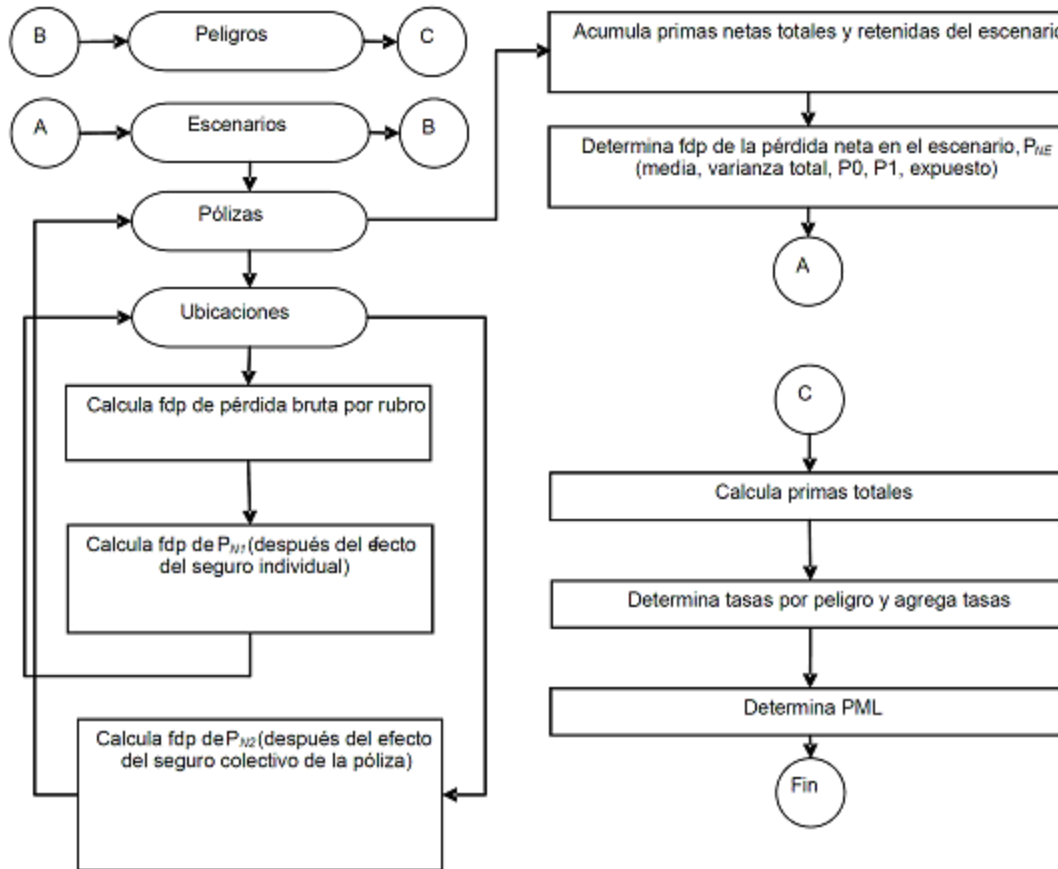 B
Peligros
C
A
Escenarios
B
Pólizas
Ubicaciones
Calcula fdp de pérdida bruta por rubro
Calcula fdp de PN1 (después del efecto
del seguro individual)
Calcula fdp de PN2 (después del efecto
del seguro colectivo de la póliza)
Acumula primas netas totales y retenidas del escenario
Determina fdp de la pérdida neta en el escenario, PNE
(media, varianza total, P0, P1, expuesto)
A
C
Calcula primas totales
Determina tasas por peligro y agrega tasas
Determina PML
Fin